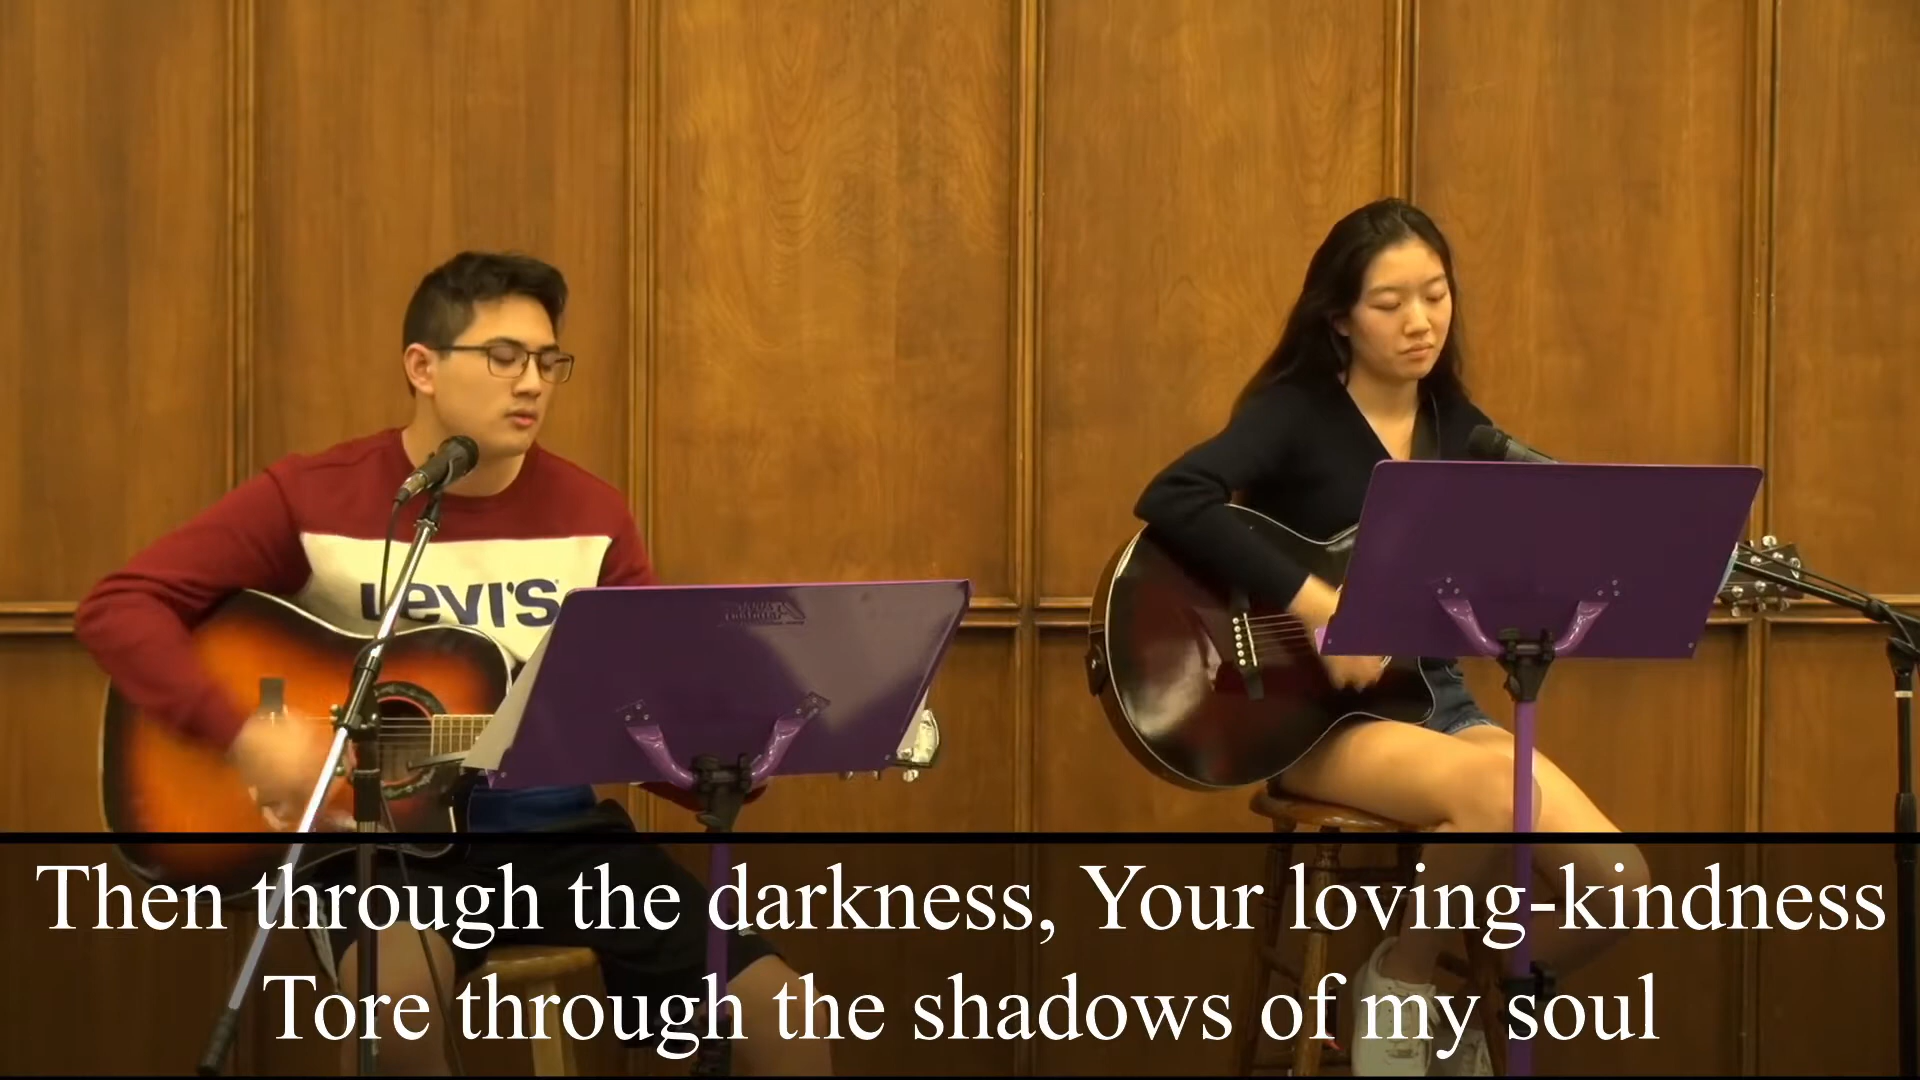 LEVI'S
Then through the darkness, Your loving-kindness
Tore through the shadows of my soul